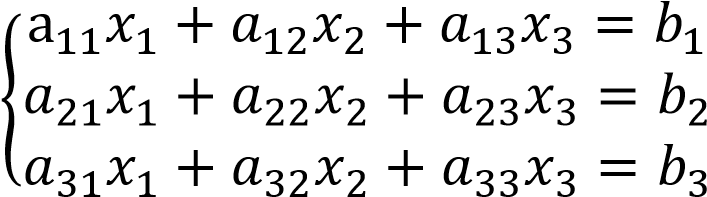 a₁₁x₁ + a₁₂x₂ + a₁₃x₃ = b₁
a₂₁x₁ + a₂₂x₂ + a₂₃x₃ = b₂
a₃₁x₁ + a₃₂x₂ + a₃₃x₃ = b₃